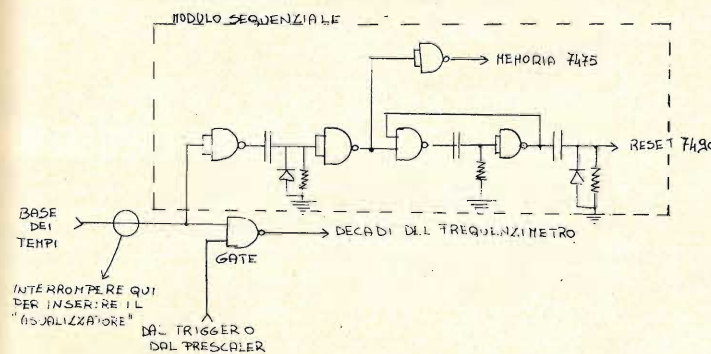 MODULO SEQUENZIALE
MEMORIA 7475
RESET 7490
BASE
DEI
TEMPI
GATE
DECADI DEL FREQUENZIMETRO
INTERROMPERE QUI
PER INSERIRE IL
"VISUALIZZATORE"
DAL TRIGGER O
DAL PRESCALER